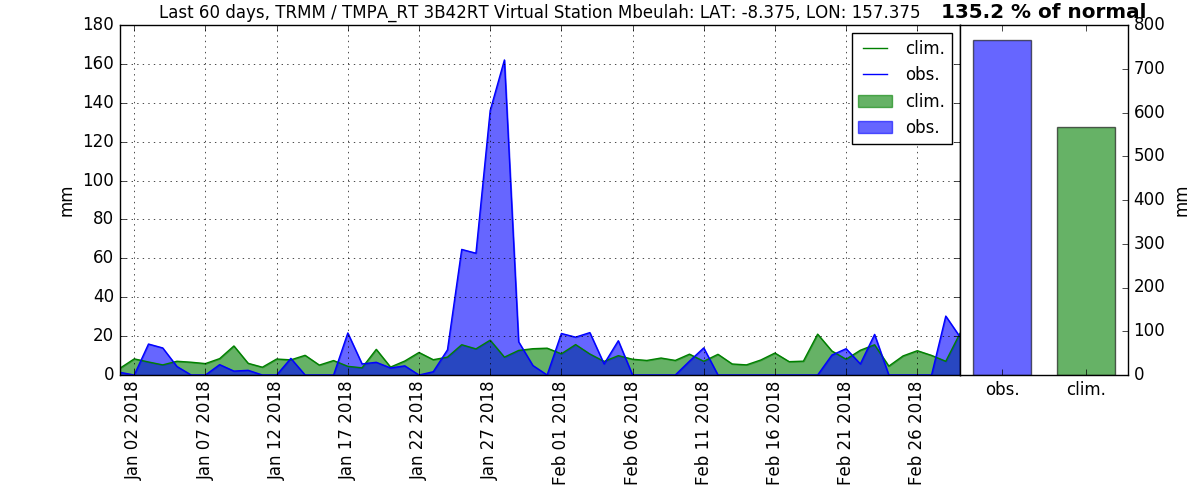 Last 60 days, TRMM / TMPA_RT 3B42RT Virtual Station Mbeulah: LAT: -8.375, LON: 157.375
135.2 % of normal
180
160
140
120
100
80
60
40
20
0
mm
clim.
obs.
clim.
obs.
Jan 02 2018
Jan 07 2018
Jan 12 2018
Jan 17 2018
Jan 22 2018
Jan 27 2018
Feb 01 2018
Feb 06 2018
Feb 11 2018
Feb 16 2018
Feb 21 2018
Feb 26 2018
800
700
600
500
400
300
200
100
0
mm
obs.
clim.